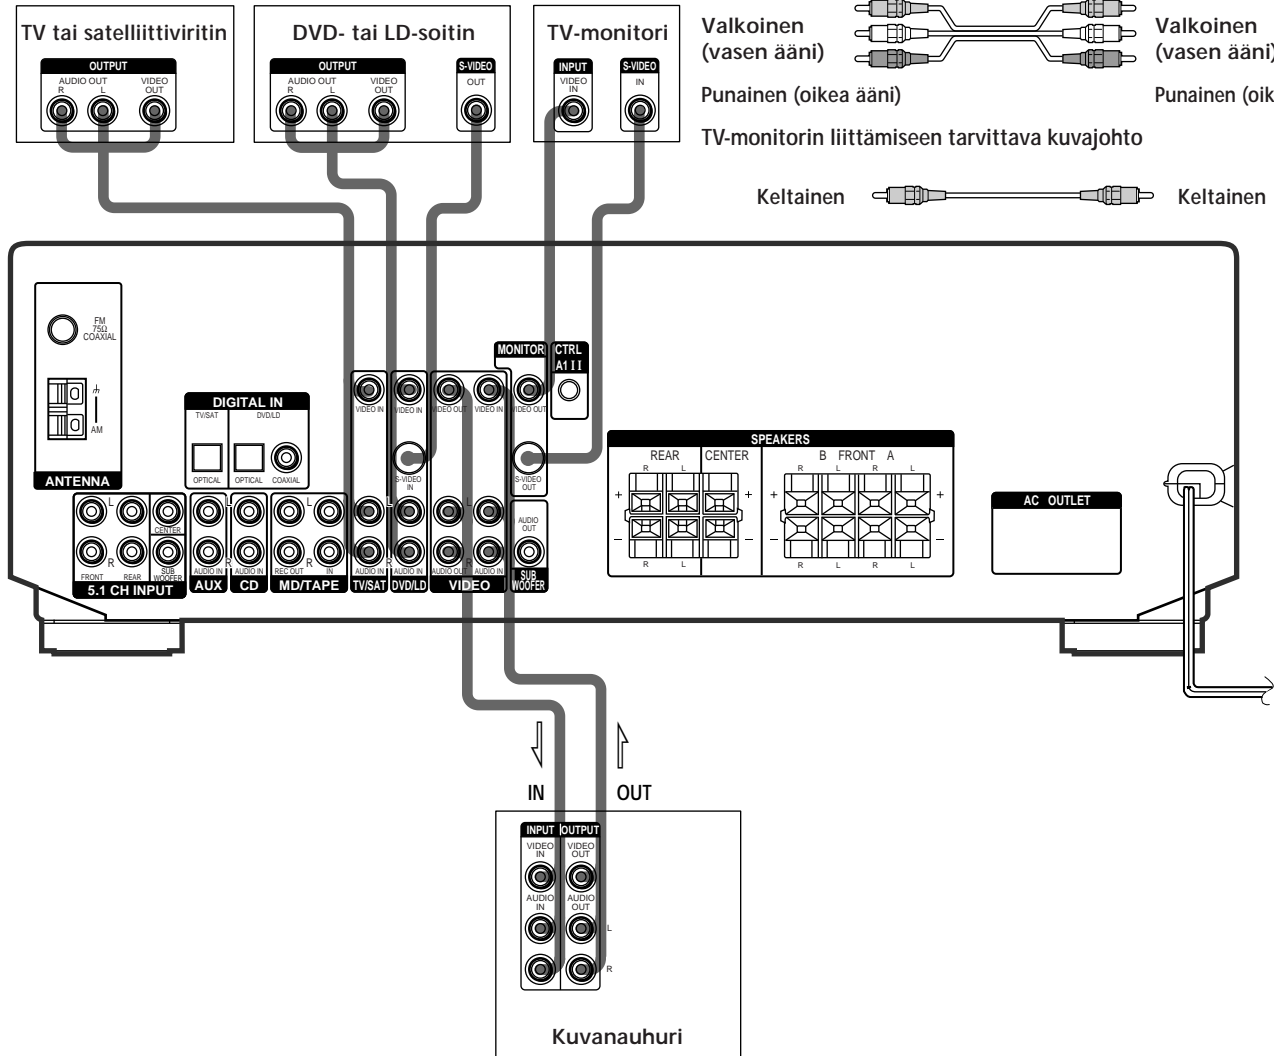 TV tai satelliittiviritin
OUTPUT
AUDIO OUT
R L
VIDEO
OUT
DVD- tai LD-soitin
OUTPUT
AUDIO OUT
R L
VIDEO
OUT
S-VIDEO
OUT
TV-monitori
INPUT
VIDEO
IN
S-VIDEO
IN
Valkoinen
(vasen ääni)
Valkoinen
(vasen ääni)
Punainen (oikea ääni)
Punainen (oik
TV-monitorin liittämiseen tarvittava kuvajohto
Keltainen
Keltainen
FM
75Ω
COAXIAL
AM
ANTENNA
DIGITAL IN
TV/SAT
DVD/LD
OPTICAL
OPTICAL
COAXIAL
MONITOR
CTRL
A1 II
VIDEO IN
VIDEO IN
VIDEO OUT
VIDEO IN
VIDEO OUT
S-VIDEO
IN
S-VIDEO
OUT
L
R
FRONT
REAR
CENTER
SUB
WOOFER
5.1 CH INPUT
L
R
AUDIO IN
AUX
AUDIO IN
CD
L
R
REC OUT
IN
MD/TAPE
L
R
AUDIO IN
TV/SAT
AUDIO IN
DVD/LD
L
R
AUDIO OUT
AUDIO IN
VIDEO
AUDIO
OUT
SUB
WOOFER
SPEAKERS
REAR
CENTER
B FRONT A
R L
R L R L
+ +
+ +
– –
– –
R L
R L R L
AC OUTLET
IN
OUT
INPUT
OUTPUT
VIDEO
IN
VIDEO
OUT
AUDIO
IN
AUDIO
OUT
L
R
Kuvanauhuri